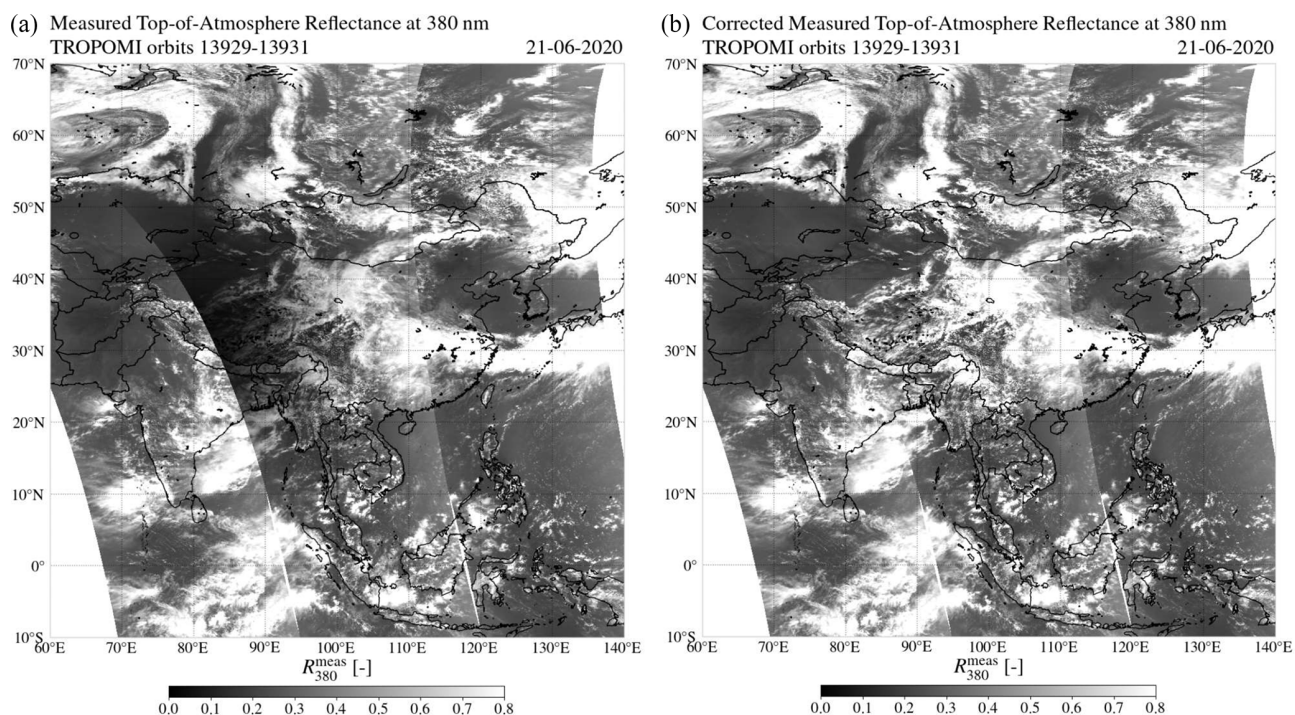 (a) Measured Top-of-Atmosphere Reflectance at 380 nm
TROPOMI orbits 13929-13931 21-06-2020
70°N
60°N
50°N
40°N
30°N
20°N
10°N
0°
10°S
60°E 70°E 80°E 90°E 100°E 110°E 120°E 130°E 140°E
R meas 380 [-]
0.0 0.1 0.2 0.3 0.4 0.5 0.6 0.7 0.8
(b) Corrected Measured Top-of-Atmosphere Reflectance at 380 nm
TROPOMI orbits 13929-13931 21-06-2020
70°N
60°N
50°N
40°N
30°N
20°N
10°N
0°
10°S
60°E 70°E 80°E 90°E 100°E 110°E 120°E 130°E 140°E
R meas 380 [-]
0.0 0.1 0.2 0.3 0.4 0.5 0.6 0.7 0.8